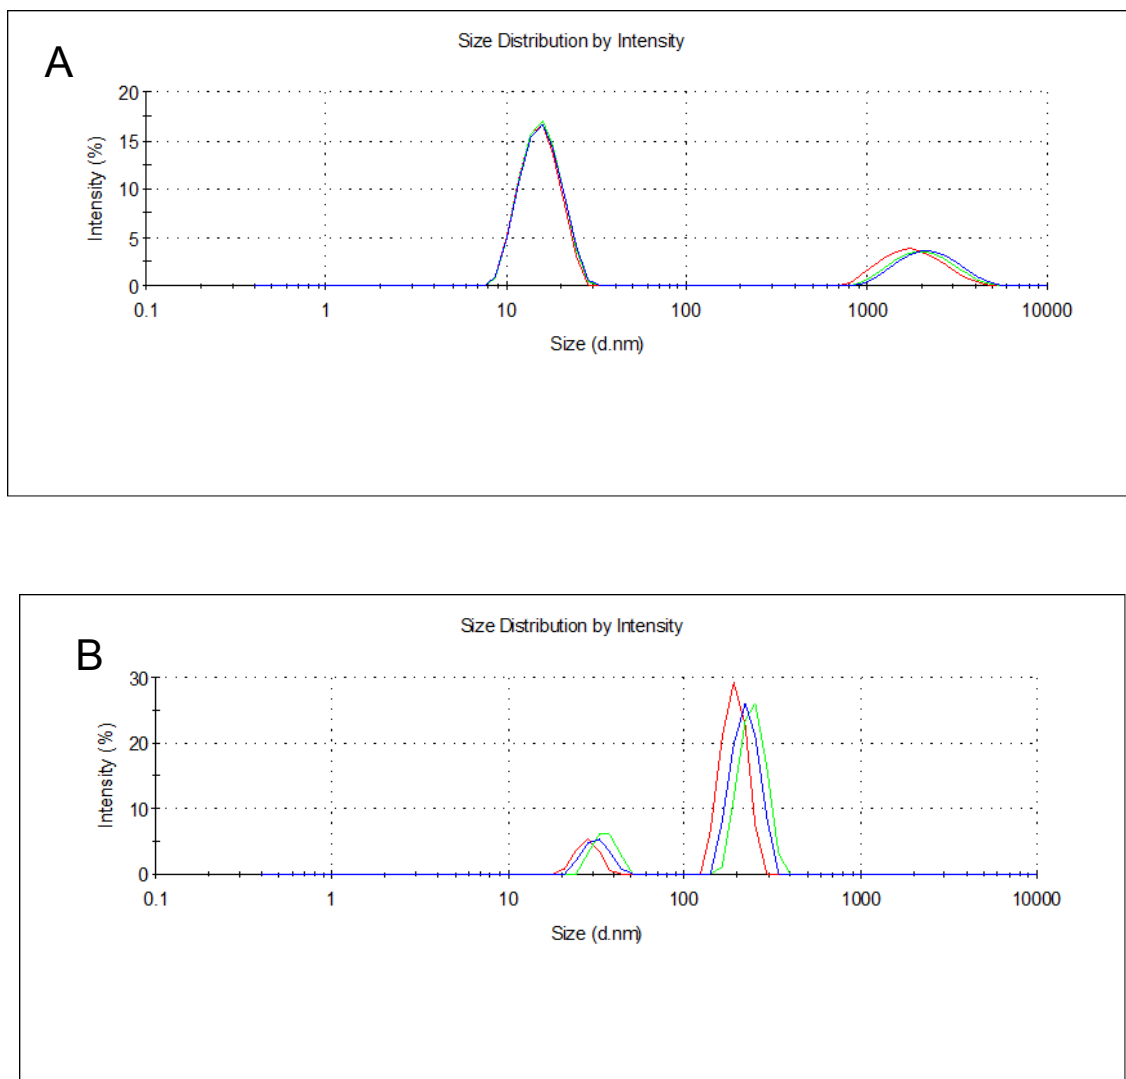 A
Size Distribution by Intensity
20
15
10
5
0
Intensity (%)
0.1 1 10 100 1000 10000
Size (d.nm)
B
Size Distribution by Intensity
30
20
10
0
Intensity (%)
0.1 1 10 100 1000 10000
Size (d.nm)